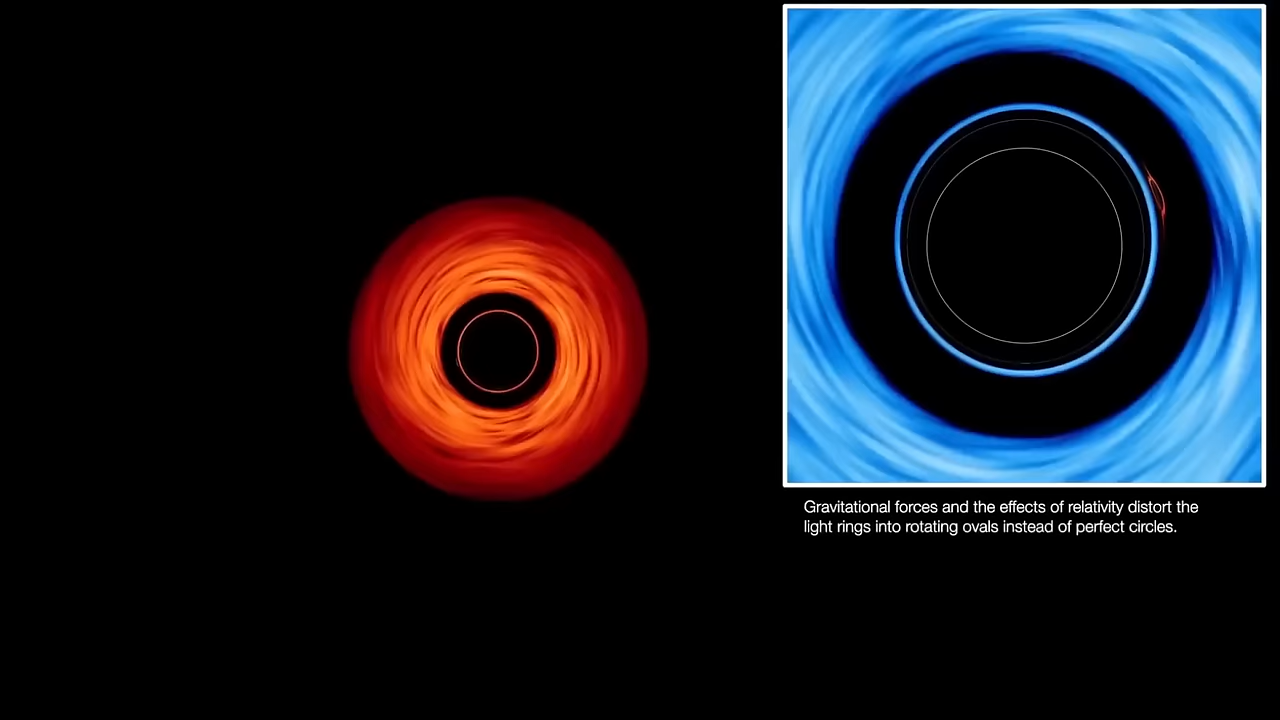 Gravitational forces and the effects of relativity distort the
light rings into rotating ovals instead of perfect circles.